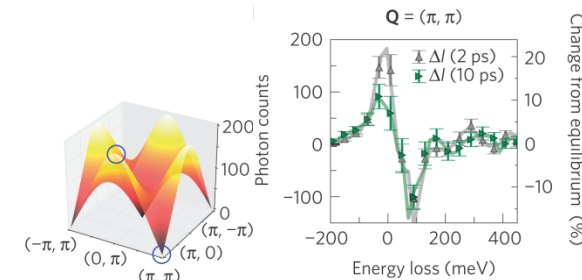 Q = (π, π)
200
100
0
−100
−200
0
200
400
20
10
0
−10
ΔI (2 ps)
ΔI (10 ps)
Photon counts
Change from equilibrium (%)
Energy loss (meV)
200
100
0
(−π, π)
(0, π)
(π, π)
(π, 0)
(π, −π)